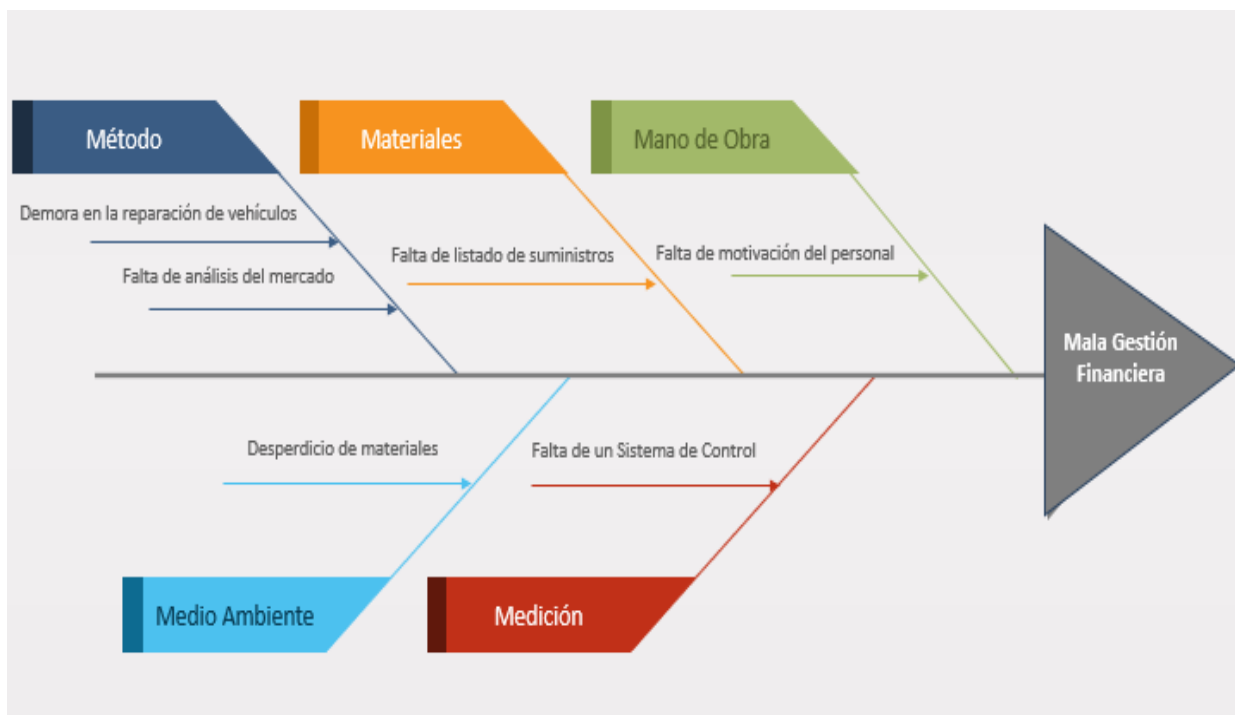 Método
Materiales
Mano de Obra
Demora en la reparación de vehículos
Falta de análisis del mercado
Falta de listado de suministros
Falta de motivación del personal
Mala Gestión
Financiera
Desperdicio de materiales
Falta de un Sistema de Control
Medio Ambiente
Medición